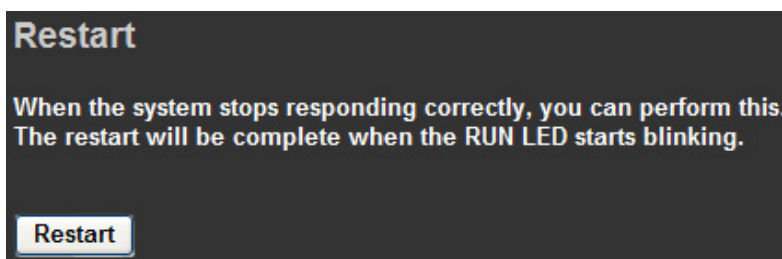 Restart
When the system stops responding correctly, you can perform this.
The restart will be complete when the RUN LED starts blinking.
Restart